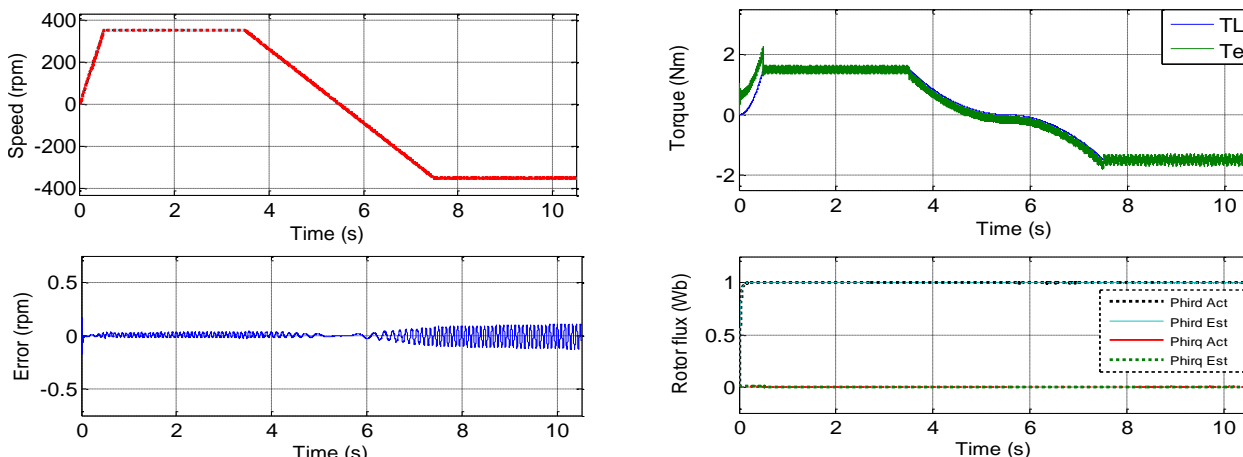 400
200
0
-200
-400
Speed (rpm)
0 2 4 6 8 10
Time (s)
2
0
-2
Torque (Nm)
TL
Te
0 2 4 6 8 10
Time (s)
0.5
0
-0.5
Error (rpm)
0 2 4 6 8 10
Time (s)
1
0.5
0
Rotor flux (Wb)
Phird Act
Phird Est
Phirq Act
Phirq Est
0 2 4 6 8 10
Time (s)